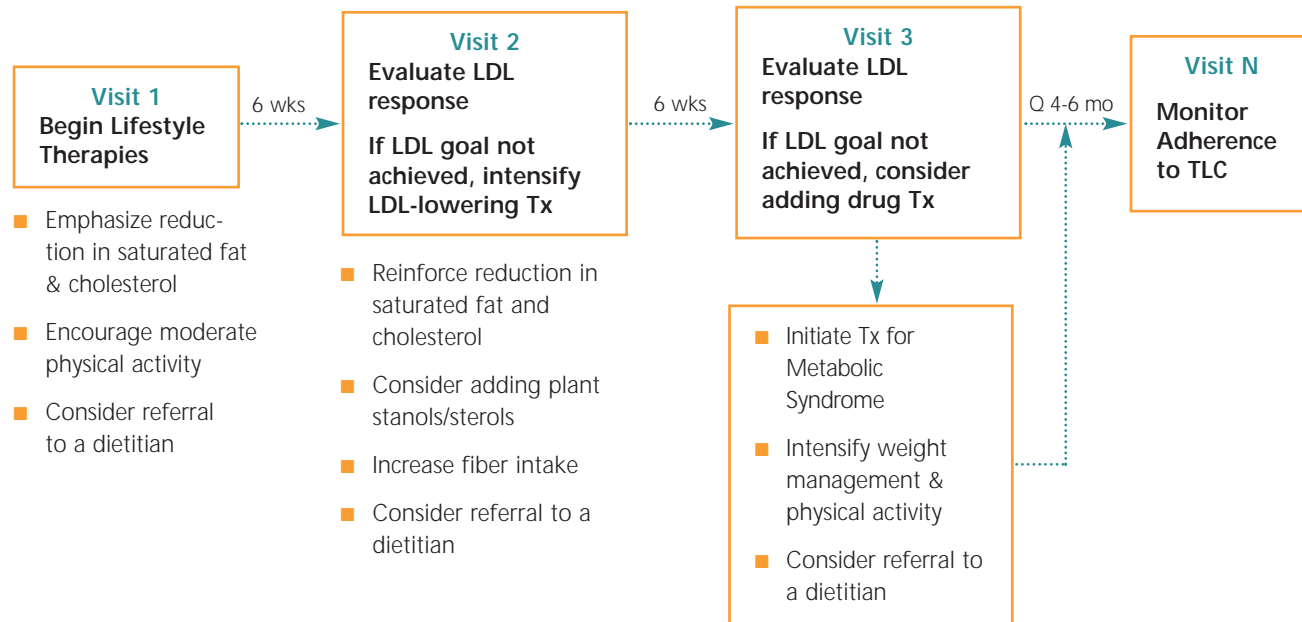 Visit 1
Begin Lifestyle
Therapies
■ Emphasize reduc-
tion in saturated fat
& cholesterol
■ Encourage moderate
physical activity
■ Consider referral
to a dietitian
6 wks
Visit 2
Evaluate LDL
response
If LDL goal not
achieved, intensify
LDL-lowering Tx
■ Reinforce reduction in
saturated fat and
cholesterol
■ Consider adding plant
stanols/sterols
■ Increase fiber intake
■ Consider referral to a
dietitian
6 wks
Visit 3
Evaluate LDL
response
If LDL goal not
achieved, consider
adding drug Tx
■ Initiate Tx for
Metabolic
Syndrome
■ Intensify weight
management &
physical activity
■ Consider referral to
a dietitian
Q 4-6 mo
Visit N
Monitor
Adherence
to TLC